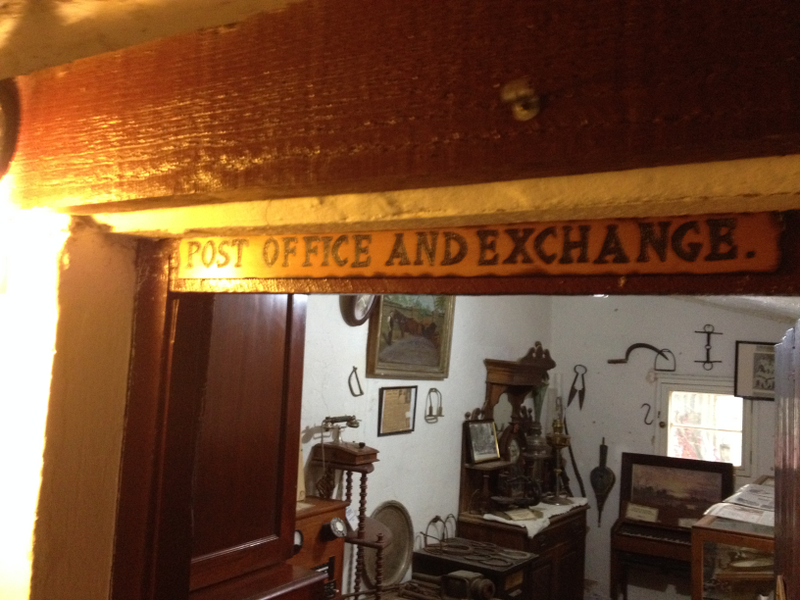 POST OFFICE AND EXCHANGE.